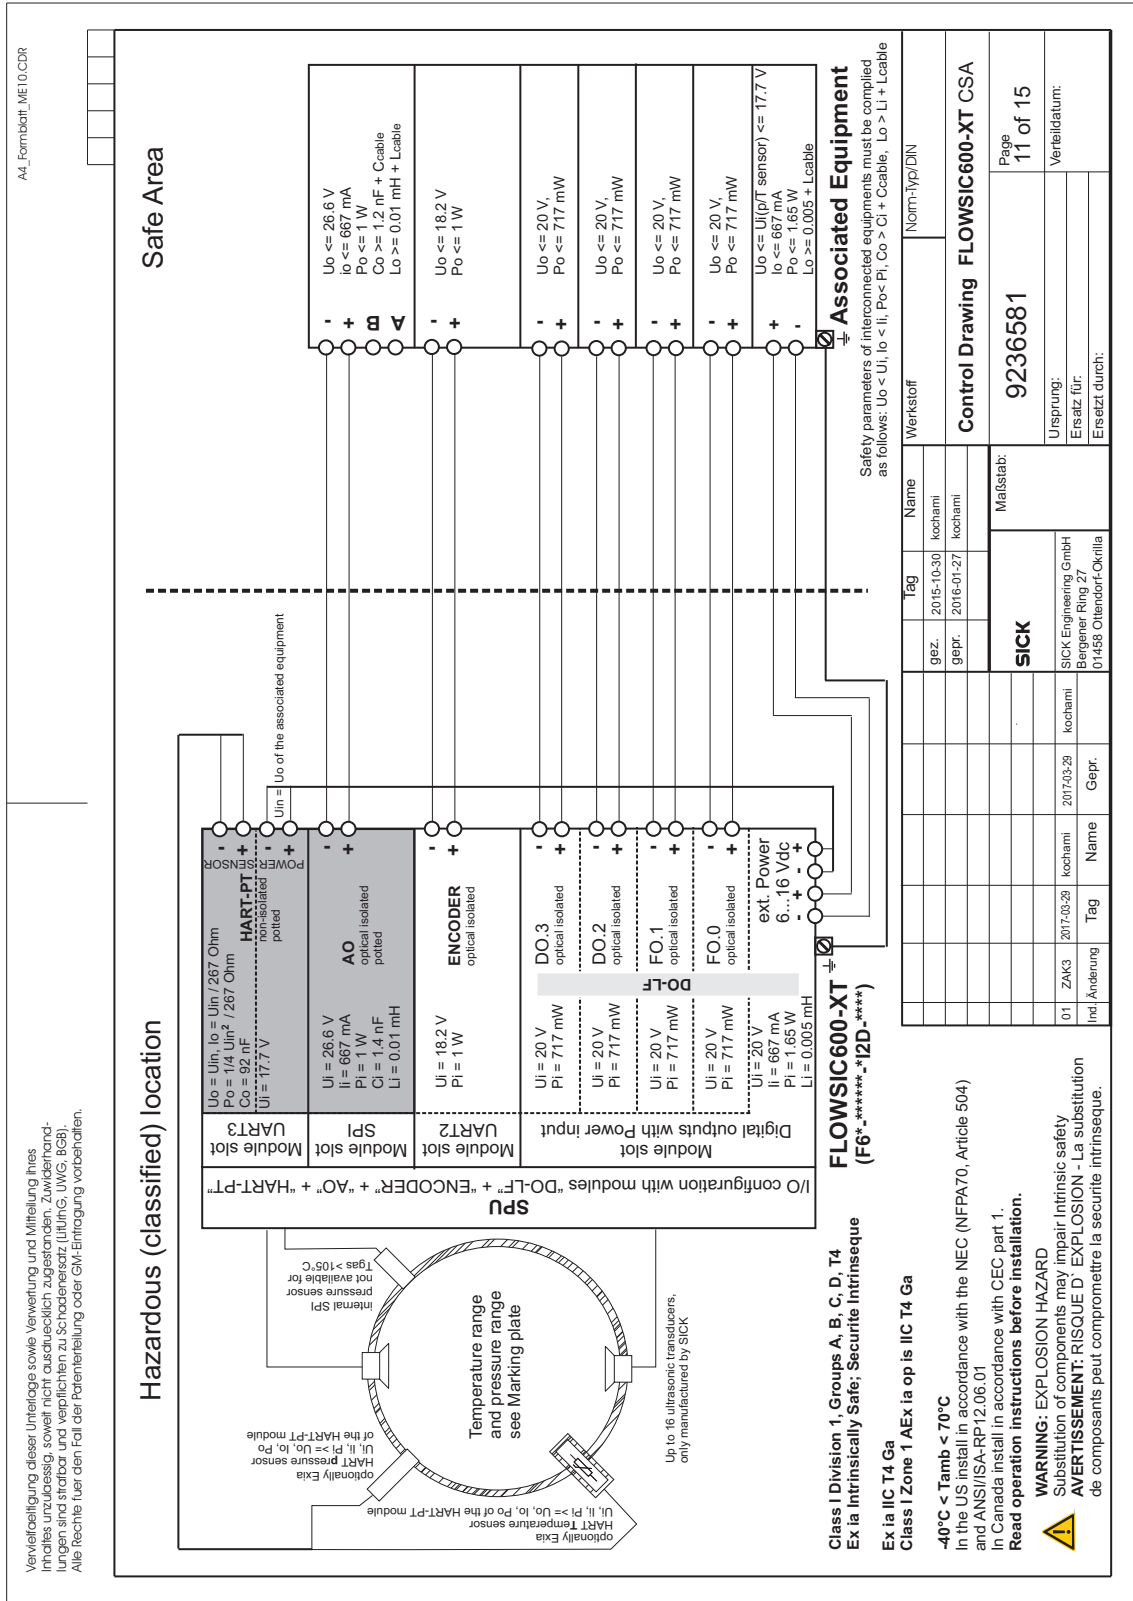 Vervielfaeltigung dieser Unterlage sowie Verwertung und Mitteilung ihres
Inhaltes unzulaessig, soweit nicht ausdruecklich zugestanden. Zuwiderhand-
lungen sind strafbar und verpflichten zu Schadenersatz (LitUrhG, UWG, BGB).
Alle Rechte fuer den Fall der Patenterteilung oder GM-Eintragung vorbehalten.
A4_Formblatt_ME10.CDR
Hazardous (classified) location
Safe Area
optionally Exia
HART Temperature sensor
Ui, Ii, Pi >= Uo, Io, Po of the HART-PT module
optionally Exia
HART pressure sensor
Ui, Ii, Pi >= Uo, Io, Po
of the HART-PT module
internal SPI
pressure sensor
not available for
Tgas >105°C
Temperature range
and pressure range
see Marking plate
Up to 16 ultrasonic transducers,
only manufactured by SICK
SPU
I/O configuration with modules "DO-LF" + "ENCODER" + "AO" + "HART-PT"
Module slot
UART3
Module slot
SPI
Module slot
UART2
Module slot
Digital outputs with Power input
Uo = Uin, Io = Uin / 267 Ohm
Po = 1/4 Uin² / 267 Ohm
Co = 92 nF
Ui = 17.7 V
HART-PT
non-isolated
potted
SENSOR
POWER
-
+
-
+
Uin = Uo of the associated equipment
Ui = 26.6 V
Ii = 667 mA
Pi = 1 W
Ci = 1.4 nF
Li = 0.01 mH
AO
optical isolated
potted
-
+
Ui = 18.2 V
Pi = 1 W
ENCODER
optical isolated
-
+
Ui = 20 V
Pi = 717 mW
DO.3
optical isolated
-
+
Ui = 20 V
Pi = 717 mW
DO.2
optical isolated
-
+
Ui = 20 V
Pi = 717 mW
FO.1
optical isolated
-
+
Ui = 20 V
Pi = 717 mW
FO.0
optical isolated
-
+
DO-LF
Ui = 20 V
Ii = 667 mA
Pi = 1.65 W
Li = 0.005 mH
ext. Power
6...16 Vdc
- + - +
FLOWSIC600-XT
(F6*-******-*I2D-****)
-
+
B
A
Uo <= 26.6 V
io <= 667 mA
Po <= 1 W
Co >= 1.2 nF + Ccable
Lo >= 0.01 mH + Lcable
-
+
Uo <= 18.2 V
Po <= 1 W
-
+
Uo <= 20 V,
Po <= 717 mW
-
+
Uo <= 20 V,
Po <= 717 mW
-
+
Uo <= 20 V,
Po <= 717 mW
-
+
Uo <= 20 V,
Po <= 717 mW
+
-
Uo <= Ui(p/T sensor) <= 17.7 V
Io <= 667 mA
Po <= 1.65 W
Lo >= 0.005 + Lcable
Associated Equipment
Safety parameters of interconnected equipments must be complied
as follows: Uo < Ui, Io < Ii, Po< Pi, Co > Ci + Ccable, Lo > Li + Lcable
Class I Division 1, Groups A, B, C, D, T4
Ex ia Intrinsically Safe; Securite Intrinseque
Ex ia IIC T4 Ga
Class I Zone 1 AEx ia op is IIC T4 Ga
-40°C < Tamb < 70°C
In the US install in accordance with the NEC (NFPA70, Article 504)
and ANSI/ISA-RP12.06.01
In Canada install in accordance with CEC part 1.
Read operation instructions before installation.
WARNING: EXPLOSION HAZARD
Substitution of components may impair Intrinsic safety
AVERTISSEMENT: RISQUE D` EXPLOSION - La substitution
de composants peut compromettre la securite intrinseque.
Tag Name Werkstoff Norm-Typ/DIN
gez. 2015-10-30 kochami
gepr. 2016-01-27 kochami
Control Drawing FLOWSIC600-XT CSA
SICK
Maßstab:
9236581
Page
11 of 15
SICK Engineering GmbH
Bergener Ring 27
01458 Ottendorf-Okrilla
Ursprung:
Ersatz für:
Ersetzt durch:
Verteildatum:
01 ZAK3 2017-03-29 kochami 2017-03-29 kochami
Ind. Änderung Tag Name Gepr.